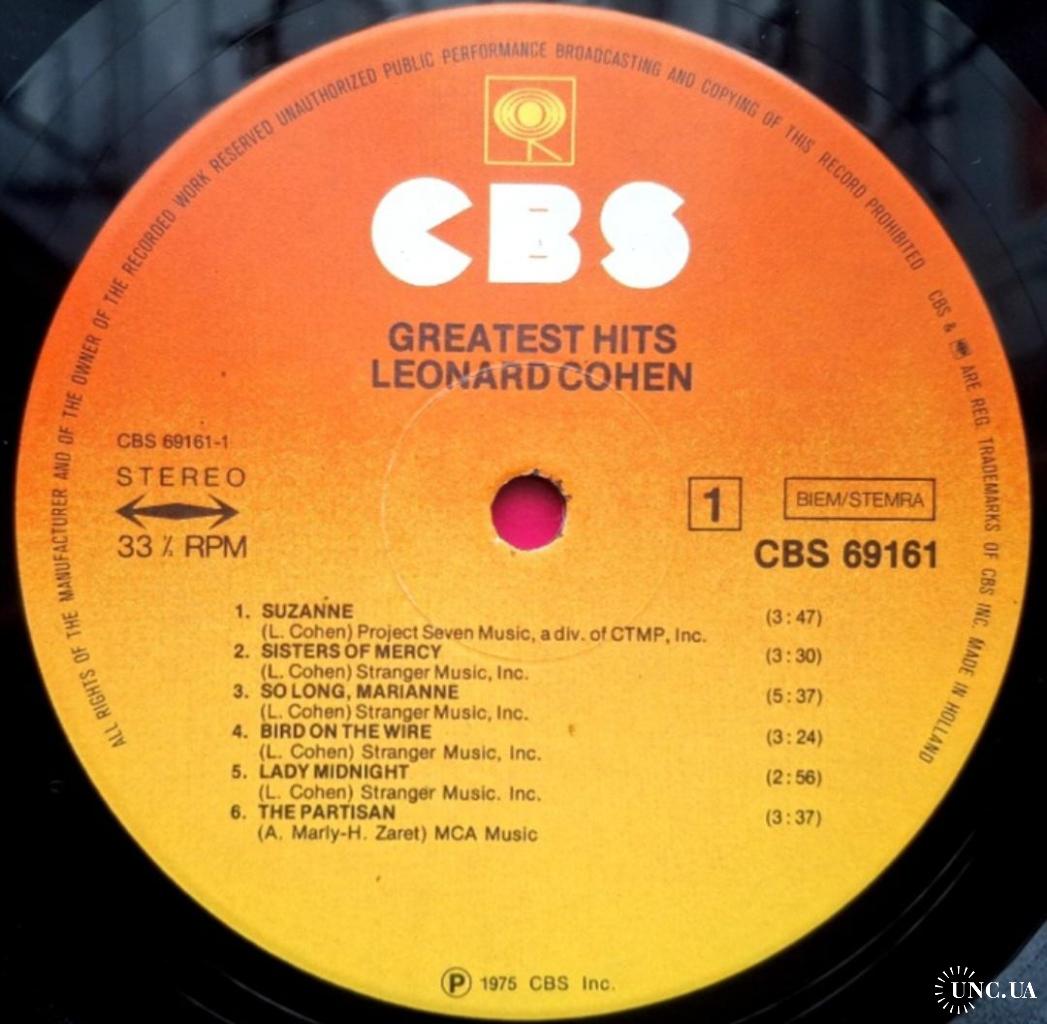 ALL RIGHTS OF THE MANUFACTURER AND OF THE OWNER OF THE RECORDED WORK RESERVED UNAUTHORIZED PUBLIC PERFORMANCE BROADCASTING AND COPYING OF THIS RECORD PROHIBITED
CBS & ARE REG. TRADEMARKS OF CBS INC. MADE IN HOLLAND
CBS
GREATEST HITS
LEONARD COHEN
CBS 69161-1
STEREO
33 ⅓ RPM
1
BIEM/STEMRA
CBS 69161
1. SUZANNE (3:47)
(L. Cohen) Project Seven Music, a div. of CTMP, Inc.
2. SISTERS OF MERCY (3:30)
(L. Cohen) Stranger Music, Inc.
3. SO LONG, MARIANNE (5:37)
(L. Cohen) Stranger Music, Inc.
4. BIRD ON THE WIRE (3:24)
(L. Cohen) Stranger Music, Inc.
5. LADY MIDNIGHT (2:56)
(L. Cohen) Stranger Music. Inc.
6. THE PARTISAN (3:37)
(A. Marly-H. Zaret) MCA Music
℗ 1975 CBS Inc.
UNC.UA